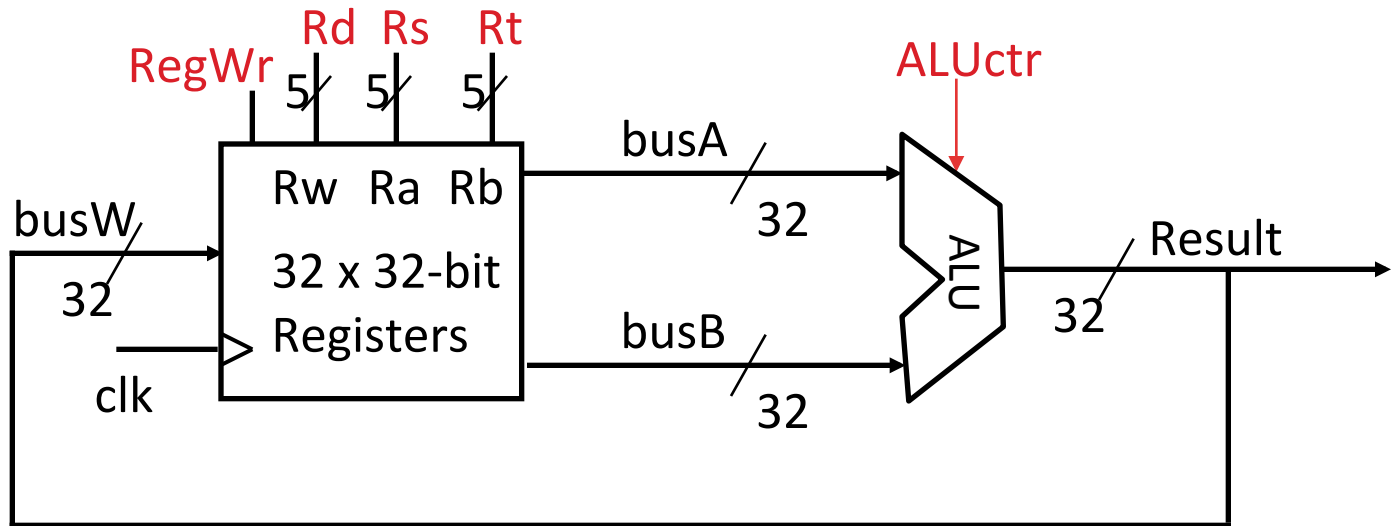 Rd Rs Rt
RegWr
5 5 5
ALUctr
busA
32
Rw Ra Rb
busW
32
32 x 32-bit
Registers
clk
busB
32
ALU
Result
32